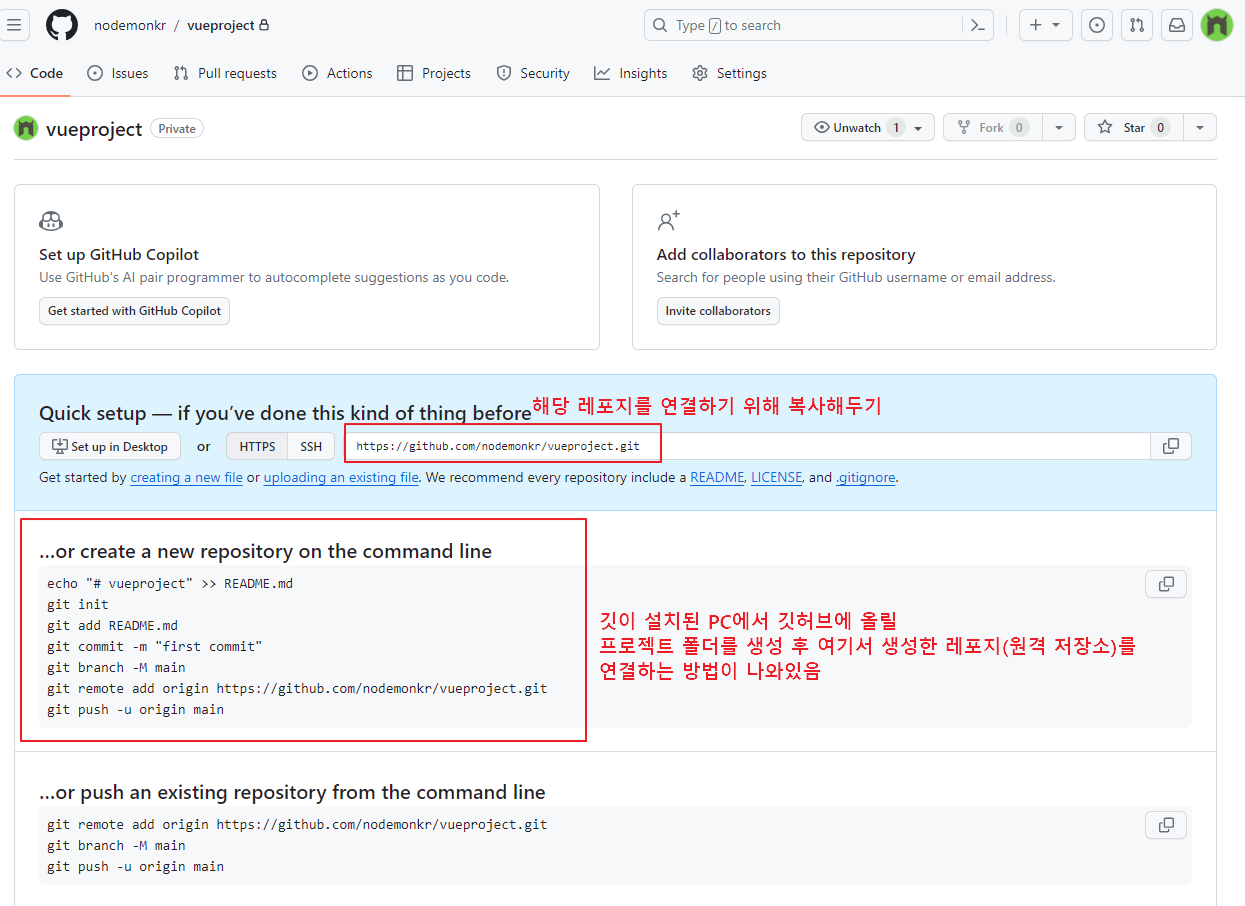 nodemonkr / vueproject
Type / to search
Code Issues Pull requests Actions Projects Security Insights Settings
vueproject Private
Unwatch 1 Fork 0 Star 0
Set up GitHub Copilot
Use GitHub's AI pair programmer to autocomplete suggestions as you code.
Get started with GitHub Copilot
Add collaborators to this repository
Search for people using their GitHub username or email address.
Invite collaborators
Quick setup — if you've done this kind of thing before
해당 레포지를 연결하기 위해 복사해두기
Set up in Desktop or HTTPS SSH https://github.com/nodemonkr/vueproject.git
Get started by creating a new file or uploading an existing file. We recommend every repository include a README, LICENSE, and .gitignore.
...or create a new repository on the command line
echo "# vueproject" >> README.md
git init
git add README.md
git commit -m "first commit"
git branch -M main
git remote add origin https://github.com/nodemonkr/vueproject.git
git push -u origin main
깃이 설치된 PC에서 깃허브에 올릴
프로젝트 폴더를 생성 후 여기서 생성한 레포지(원격 저장소)를
연결하는 방법이 나와있음
...or push an existing repository from the command line
git remote add origin https://github.com/nodemonkr/vueproject.git
git branch -M main
git push -u origin main